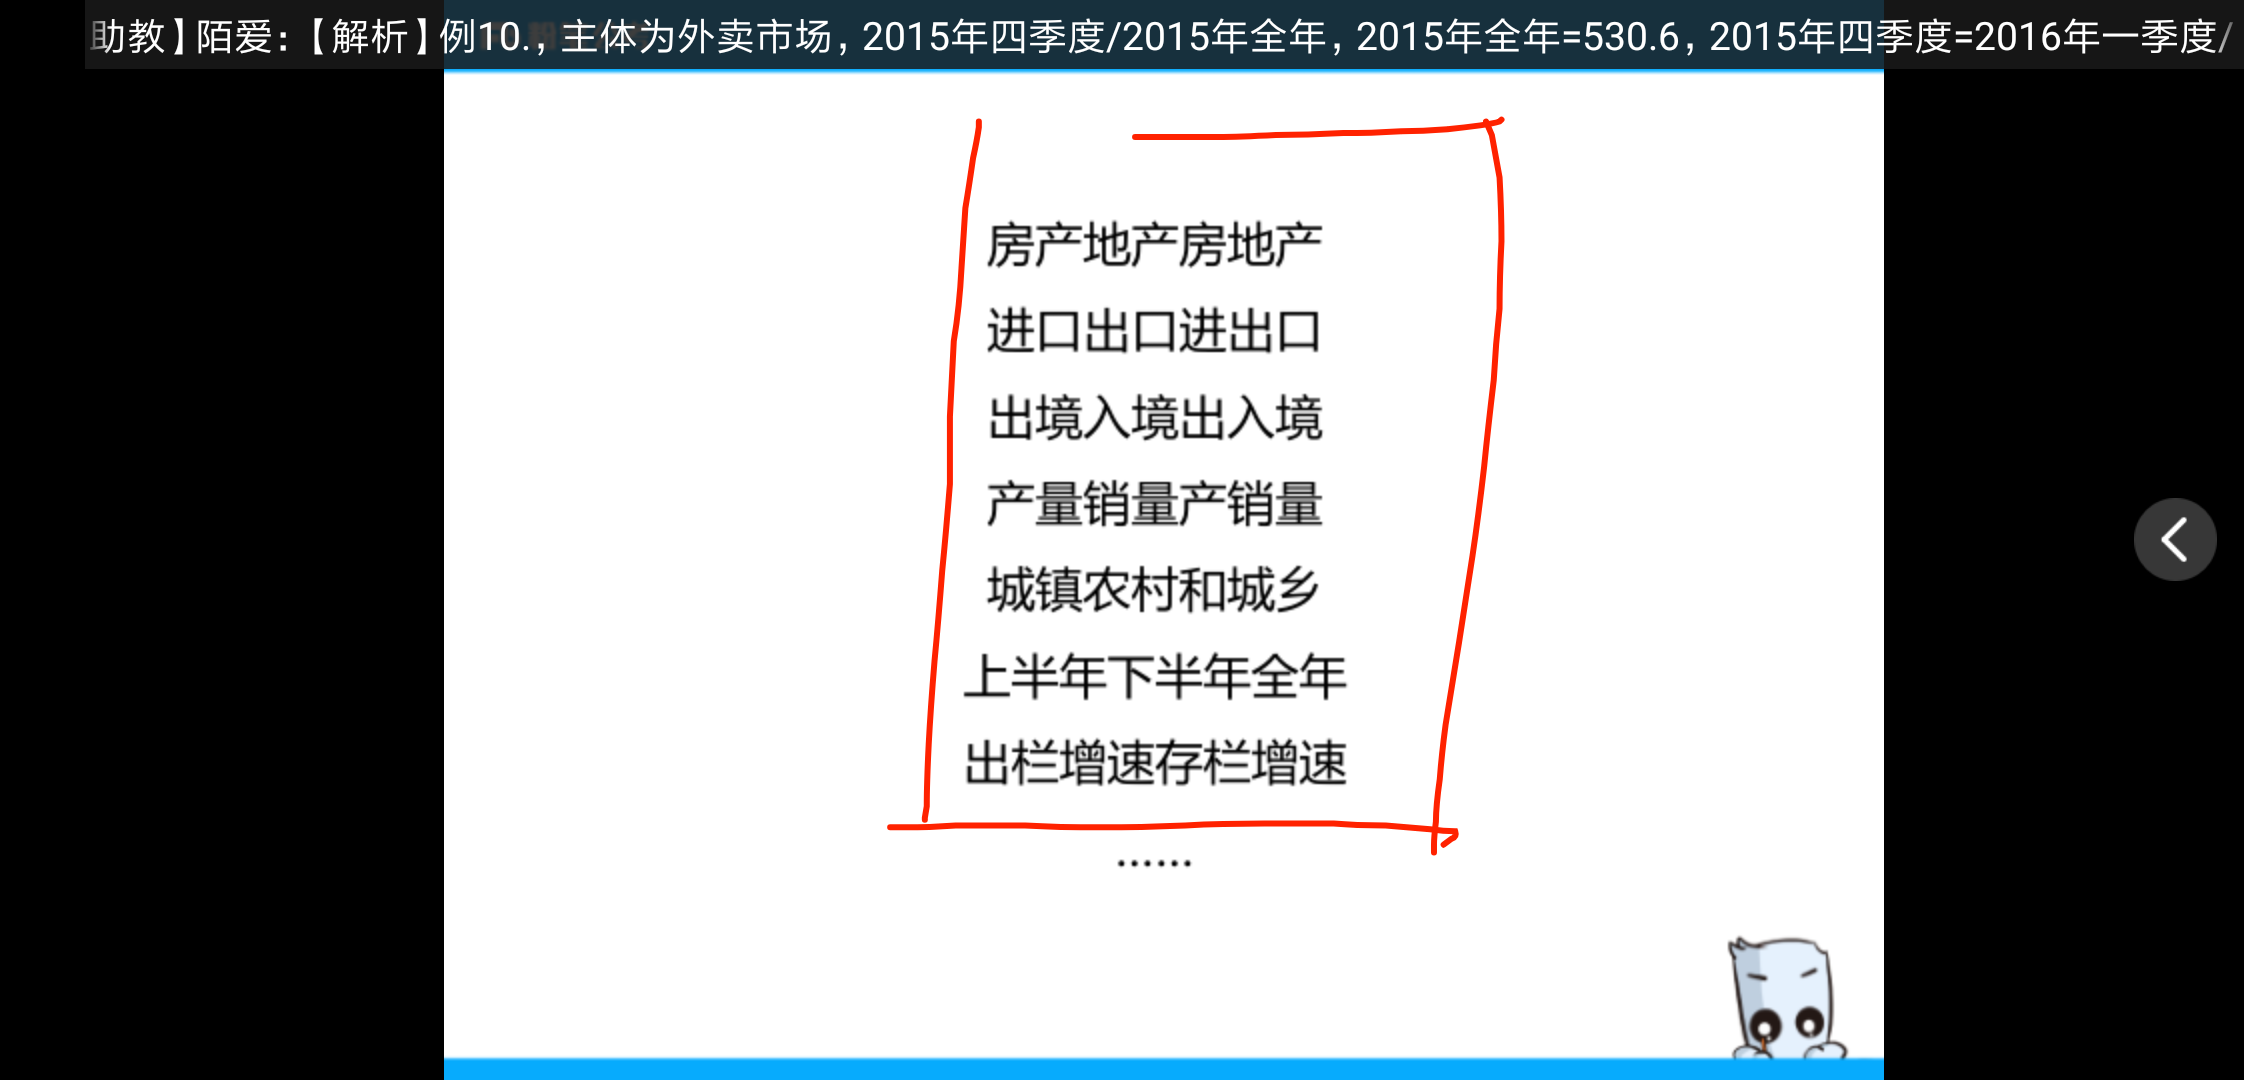 助教】陌爱：【解析】例10.，主体为外卖市场，2015年四季度/2015年全年，2015年全年=530.6，2015年四季度=2016年一季度/
房产地产房地产
进口出口进出口
出境入境出入境
产量销量产销量
城镇农村和城乡
上半年下半年全年
出栏增速存栏增速
……